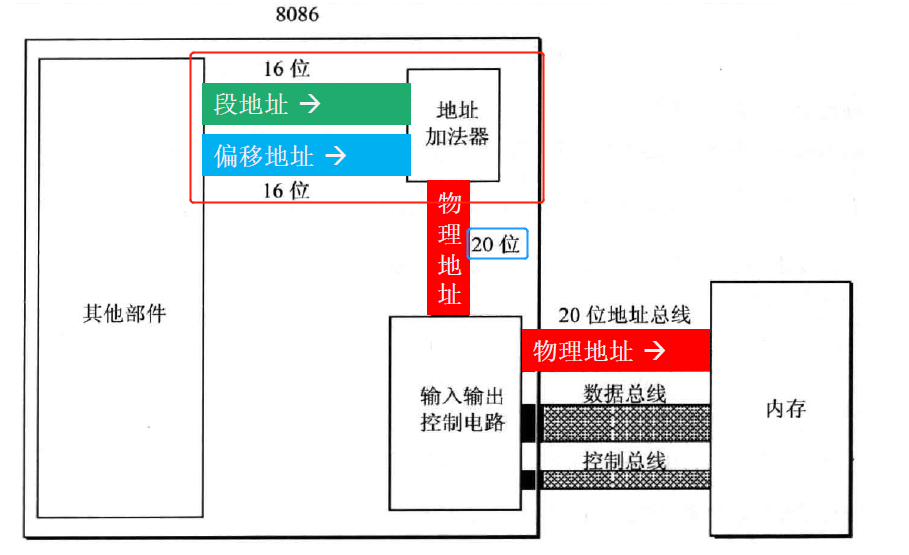 8086
16 位
段地址 →
偏移地址 →
16 位
地址
加法器
物
理
地
址
20 位
其他部件
20 位地址总线
物理地址 →
输入输出
控制电路
数据总线
控制总线
内存